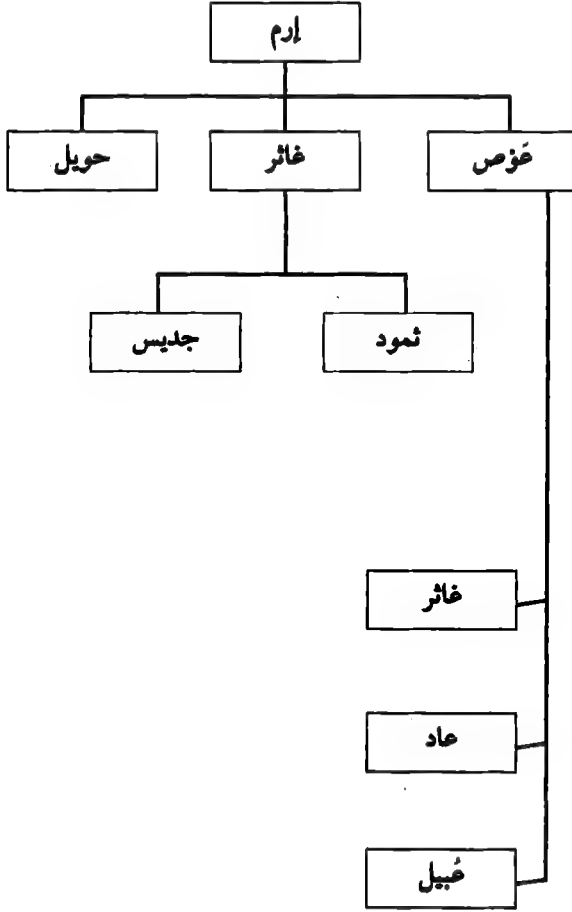 إرم
عَوْص
غاثر
حويل
ثمود
جديس
غاثر
عاد
عُبيل